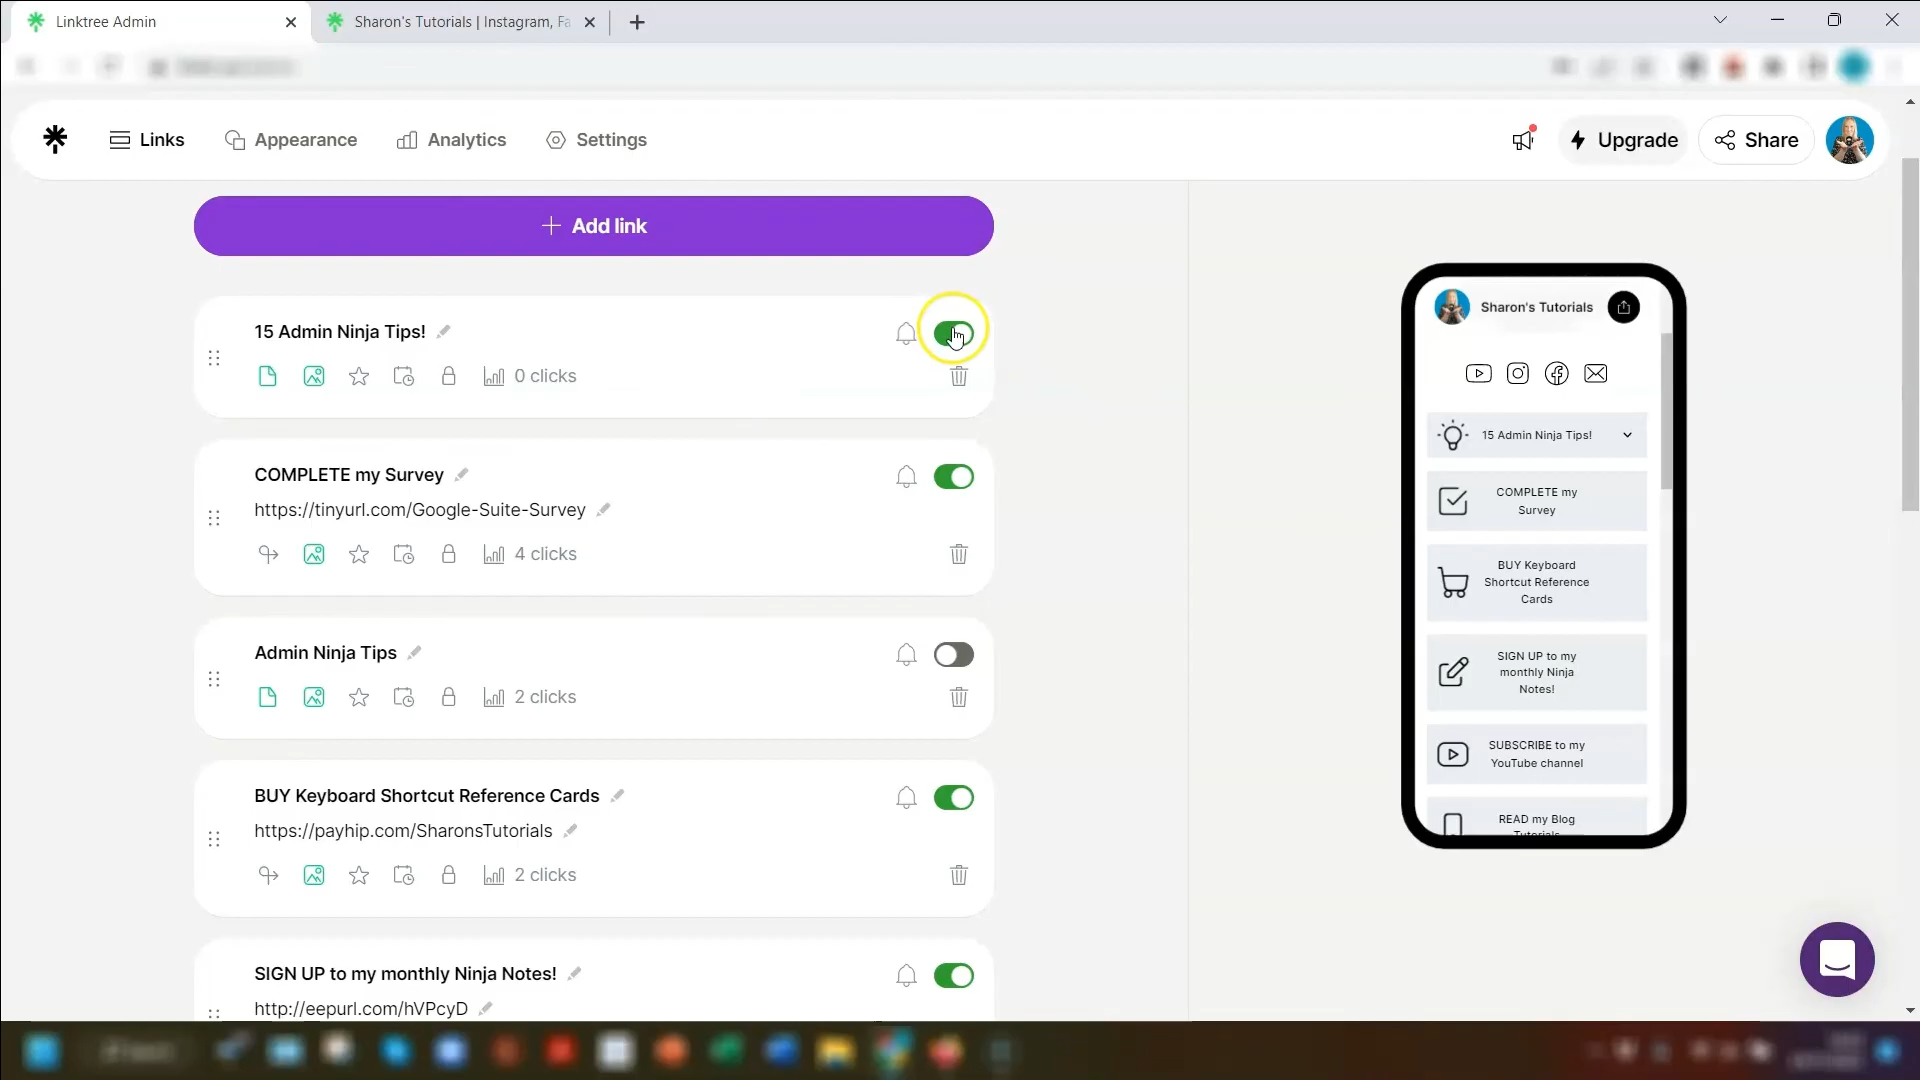 Linktree Admin
Sharon's Tutorials | Instagram, Fa
Links
Appearance
Analytics
Settings
Upgrade
Share
Add link
15 Admin Ninja Tips!
0 clicks
COMPLETE my Survey
https://tinyurl.com/Google-Suite-Survey
4 clicks
Admin Ninja Tips
2 clicks
BUY Keyboard Shortcut Reference Cards
https://payhip.com/SharonsTutorials
2 clicks
SIGN UP to my monthly Ninja Notes!
http://eepurl.com/hVPcyD
Sharon's Tutorials
15 Admin Ninja Tips!
COMPLETE my
Survey
BUY Keyboard
Shortcut Reference
Cards
SIGN UP to my
monthly Ninja
Notes!
SUBSCRIBE to my
YouTube channel
READ my Blog
Tutorials